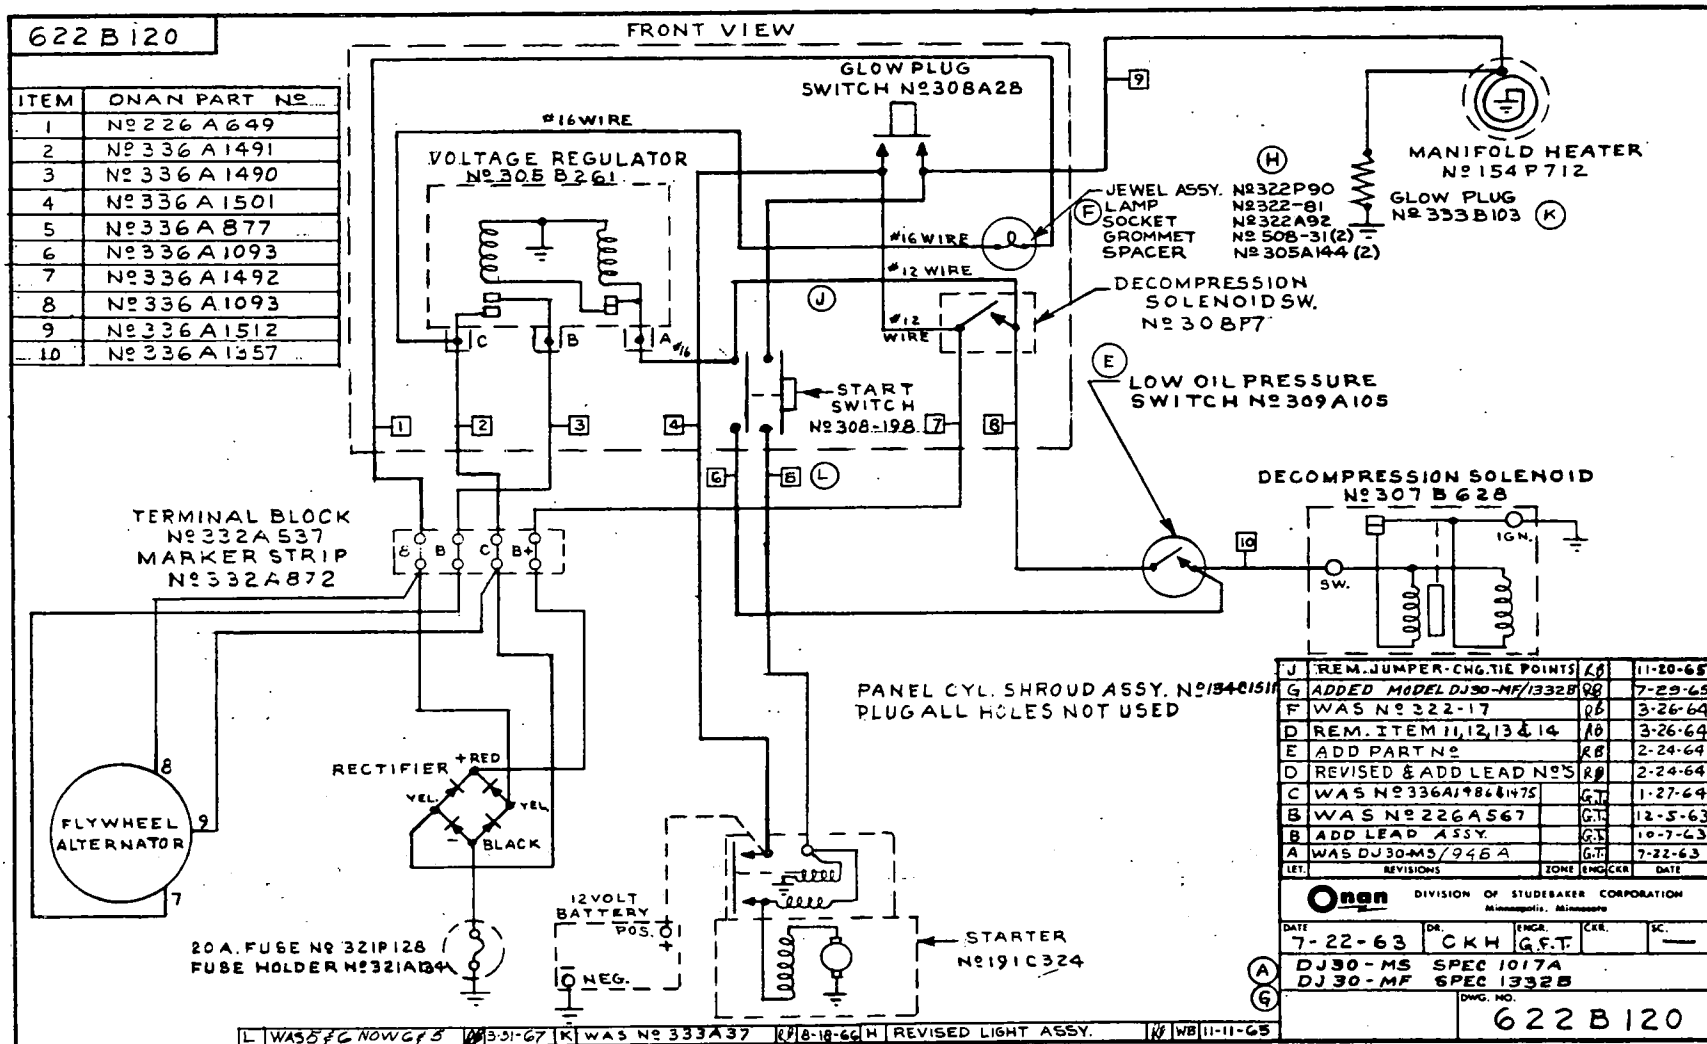 622 B 120
FRONT VIEW
ITEM ONAN PART Nº
1 Nº 226 A 649
2 Nº 336 A 1491
3 Nº 336 A 1490
4 Nº 336 A 1501
5 Nº 336 A 877
6 Nº 336 A 1093
7 Nº 336 A 1492
8 Nº 336 A 1093
9 Nº 336 A 1512
10 Nº 336 A 1357
GLOW PLUG
SWITCH Nº 308A28
9
#16 WIRE
VOLTAGE REGULATOR
Nº 305 B 261
MANIFOLD HEATER
Nº 154 P 712
GLOW PLUG
Nº 333B103 K
H
F
JEWEL ASSY. Nº322P90
LAMP Nº322-81
SOCKET Nº322A92
GROMMET Nº 508-31(2)
SPACER Nº 305A144 (2)
#16 WIRE
#12 WIRE
J
#12
WIRE
DECOMPRESSION
SOLENOID SW.
Nº 308P7
C B A #16
E
LOW OIL PRESSURE
SWITCH Nº 309A105
START
SWITCH
Nº 308-198
1 2 3 4 7 8
6 5 L
DECOMPRESSION SOLENOID
Nº 307 B 628
IGN.
SW.
10
TERMINAL BLOCK
Nº 332A537
MARKER STRIP
Nº 332A872
8 B C B+
PANEL CYL. SHROUD ASSY.
PLUG ALL HOLES NOT USED
RECTIFIER + RED
YEL. YEL.
- BLACK
FLYWHEEL
ALTERNATOR
8
9
7
20 A. FUSE Nº 321P128
FUSE HOLDER Nº 321A134
12 VOLT
BATTERY
POS.
+
-
NEG.
STARTER
Nº 191C324
J REM. JUMPER-CHG. TIE POINTS RB 11-20-65
G ADDED MODEL DJ30-MF/1332B RB 7-29-65
F WAS Nº 322-17 RB 3-26-64
D REM. ITEM 11, 12, 13 & 14 RB 3-26-64
E ADD PART Nº RB 2-24-64
D REVISED & ADD LEAD NºS RB 2-24-64
C WAS Nº 336A1486&1475 G.T. 1-27-64
B WAS Nº 226A567 G.T. 12-5-63
B ADD LEAD ASSY. G.T. 10-7-63
A WAS DJ30-MS/945A G.T. 7-22-63
LET. REVISIONS ZONE ENG CKR DATE
Onan DIVISION OF STUDEBAKER CORPORATION
Minneapolis, Minnesota
DATE DR. ENGR. CKR. SC.
7-22-63 CKH G.F.T. —
A DJ30-MS SPEC 1017A
G DJ30-MF SPEC 1332B
DWG. NO.
622 B 120
L WAS 5 & 6 NOW 6 & 5 3-31-67 K WAS Nº 333A37 8-18-66 H REVISED LIGHT ASSY. WB 11-11-65